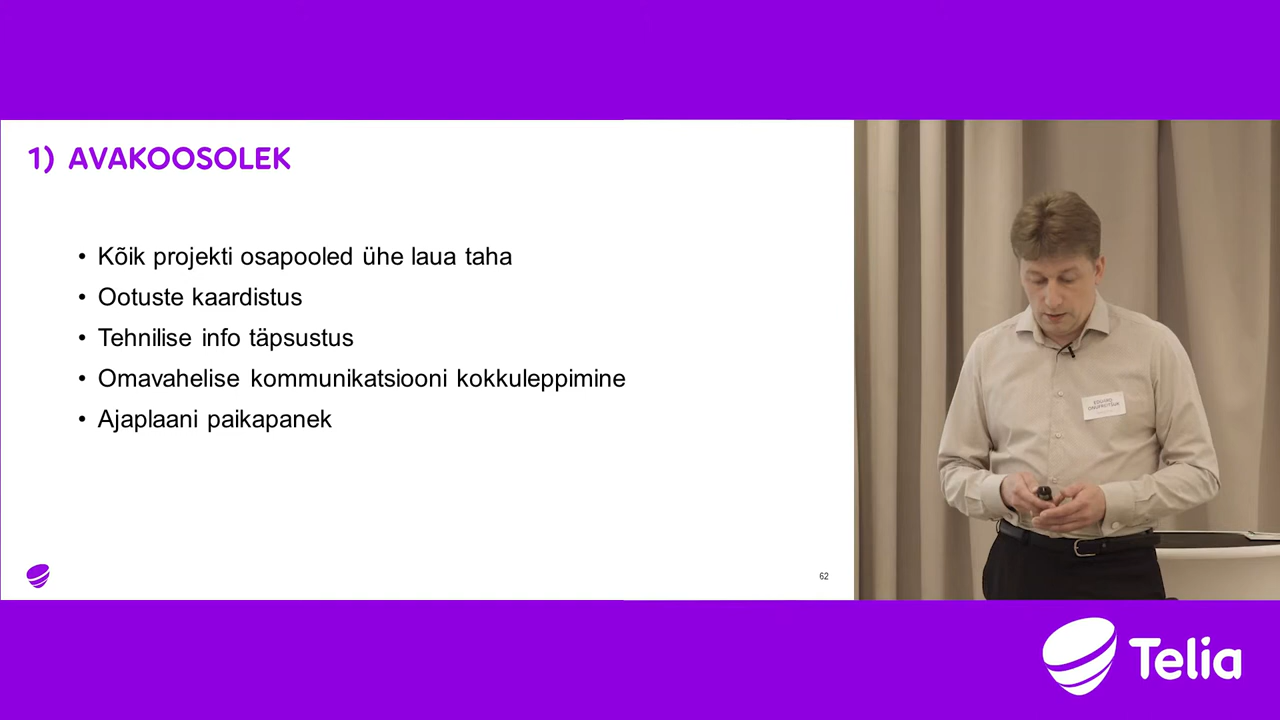 1) AVAKOOSOLEK
• Kõik projekti osapooled ühe laua taha
• Ootuste kaardistus
• Tehnilise info täpsustus
• Omavahelise kommunikatsiooni kokkuleppimine
• Ajaplaani paikapanek
62
Telia